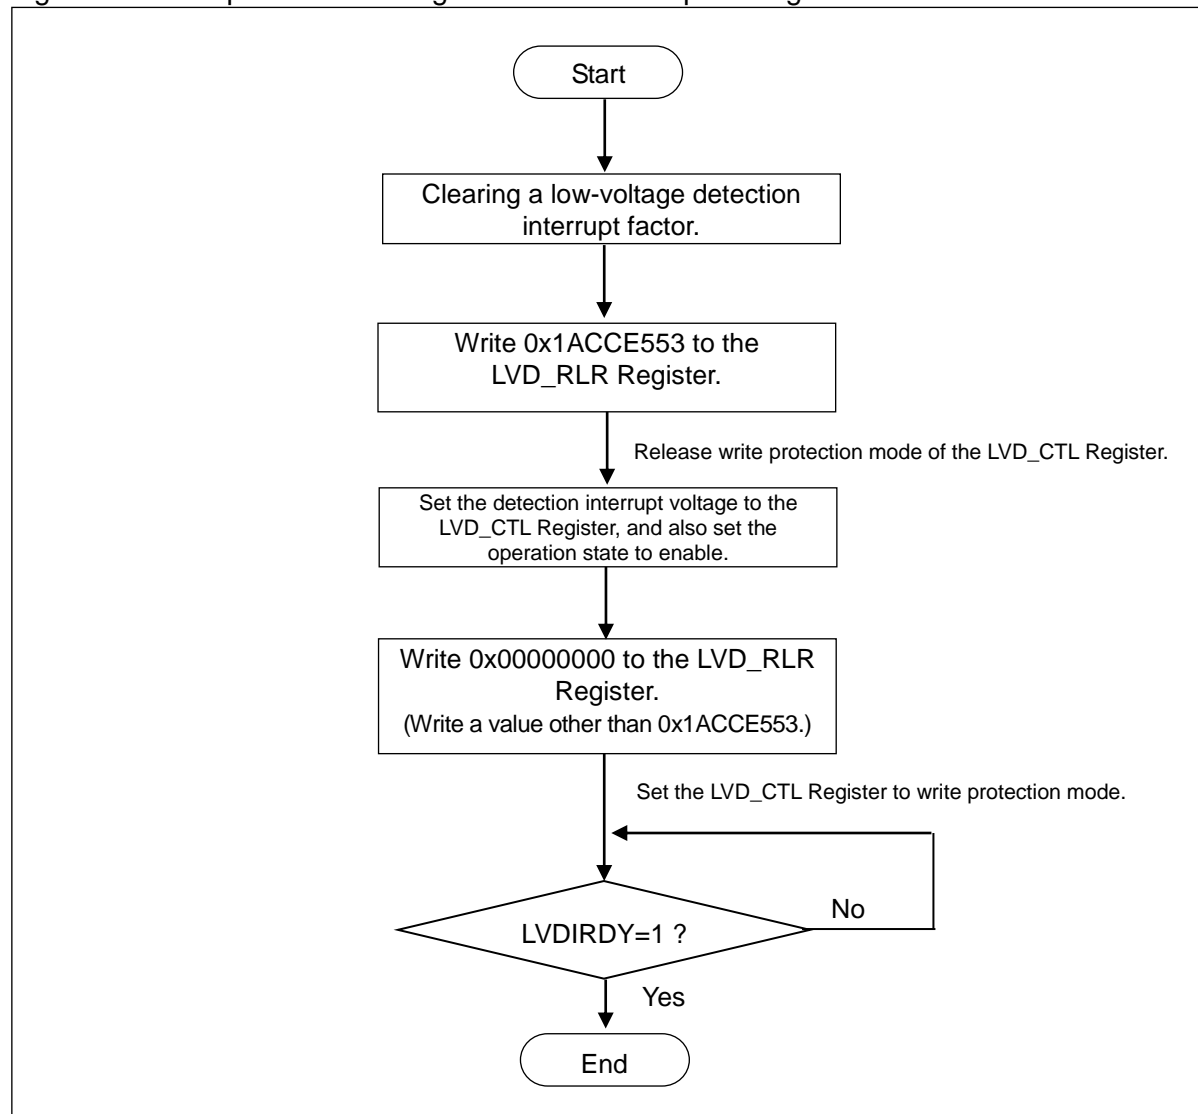 Start
Clearing a low-voltage detection
interrupt factor.
Write 0x1ACCE553 to the
LVD_RLR Register.
Release write protection mode of the LVD_CTL Register.
Set the detection interrupt voltage to the
LVD_CTL Register, and also set the
operation state to enable.
Write 0x00000000 to the LVD_RLR
Register.
(Write a value other than 0x1ACCE553.)
Set the LVD_CTL Register to write protection mode.
No
LVDIRDY=1 ?
Yes
End